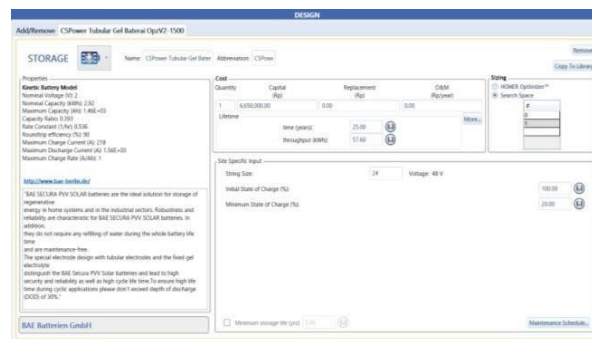 DESIGN
Add/Remove CSPower Tubular Gel Baterai OpzV2-1500
STORAGE
Name: CSPower Tubular Gel Bater Abbreviation: CSPowe
Remove
Copy To Library
Properties
Kinetic Battery Model
Nominal Voltage (V): 2
Nominal Capacity (kWh): 2.92
Maximum Capacity (Ah): 1.46E+03
Capacity Ratio: 0.393
Rate Constant (1/hr): 0.536
Roundtrip efficiency (%): 90
Maximum Charge Current (A): 218
Maximum Discharge Current (A): 1.56E+03
Maximum Charge Rate (A/Ah): 1
http://www.bae-berlin.de/
"BAE SECURA PVV SOLAR batteries are the ideal solution for storage of
regenerative
energy in home systems and in the industrial sectors. Robustness and
reliability are characteristic for BAE SECURA PVV SOLAR batteries. In
addition,
they do not require any refilling of water during the whole battery life
time
and are maintenance-free.
The special electrode design with tubular electrodes and the fixed gel
electrolyte
distinguish the BAE Secura PVV Solar batteries and lead to high
security and reliability as well as high cycle life time.To ensure high life
time during cyclic applications please don't exceed depth of discharge
(DOD) of 30%."
BAE Batterien GmbH
Cost
Quantity Capital Replacement O&M
(Rp) (Rp) (Rp/year)
1 6,650,000.00 0.00 0.00
Lifetime
More...
time (years): 25.00
throughput (kWh): 57.60
Sizing
HOMER Optimizer™
Search Space
#
0
1
Site Specific Input
String Size: 24 Voltage: 48 V
Initial State of Charge (%): 100.00
Minimum State of Charge (%): 20.00
Minimum storage life (yrs):
Maintenance Schedule...